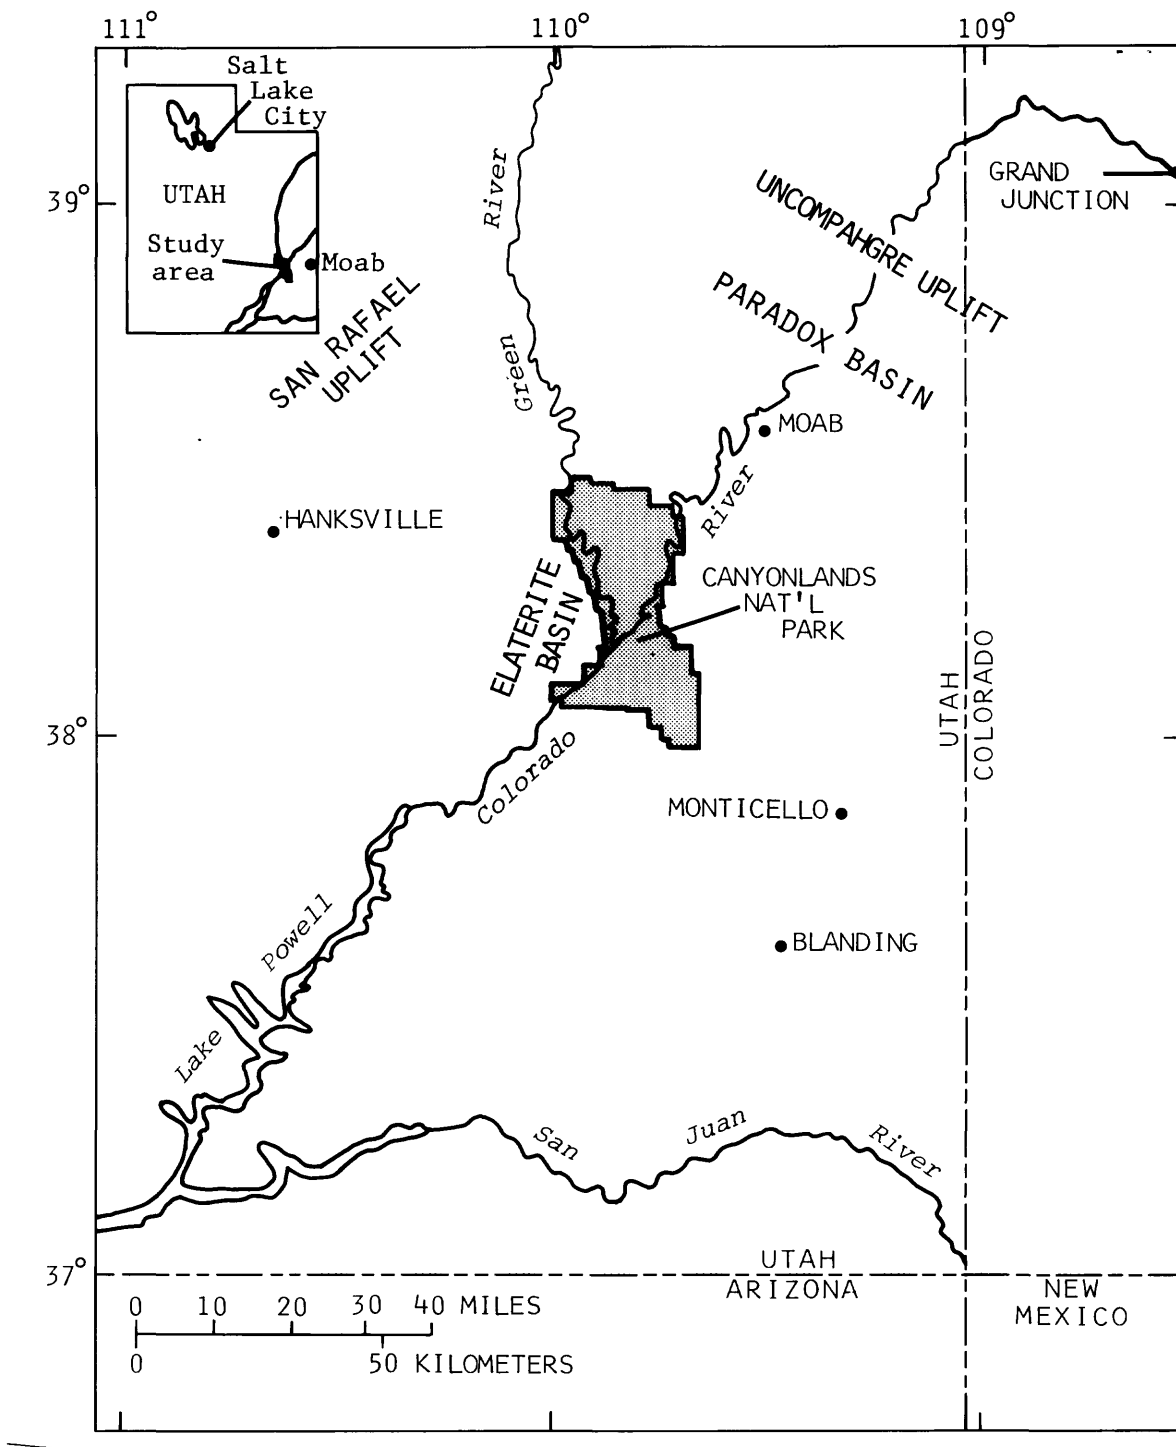 111°
110°
109°
Salt
Lake
City
UTAH
Study
area
Moab
39°
River
Green
SAN RAFAEL
UPLIFT
UNCOMPAHGRE UPLIFT
PARADOX BASIN
GRAND
JUNCTION
MOAB
River
HANKSVILLE
ELATERITE
BASIN
CANYONLANDS
NAT'L
PARK
38°
Colorado
UTAH
COLORADO
MONTICELLO
BLANDING
Lake Powell
San Juan River
37°
UTAH
ARIZONA
NEW
MEXICO
0 10 20 30 40 MILES
0 50 KILOMETERS